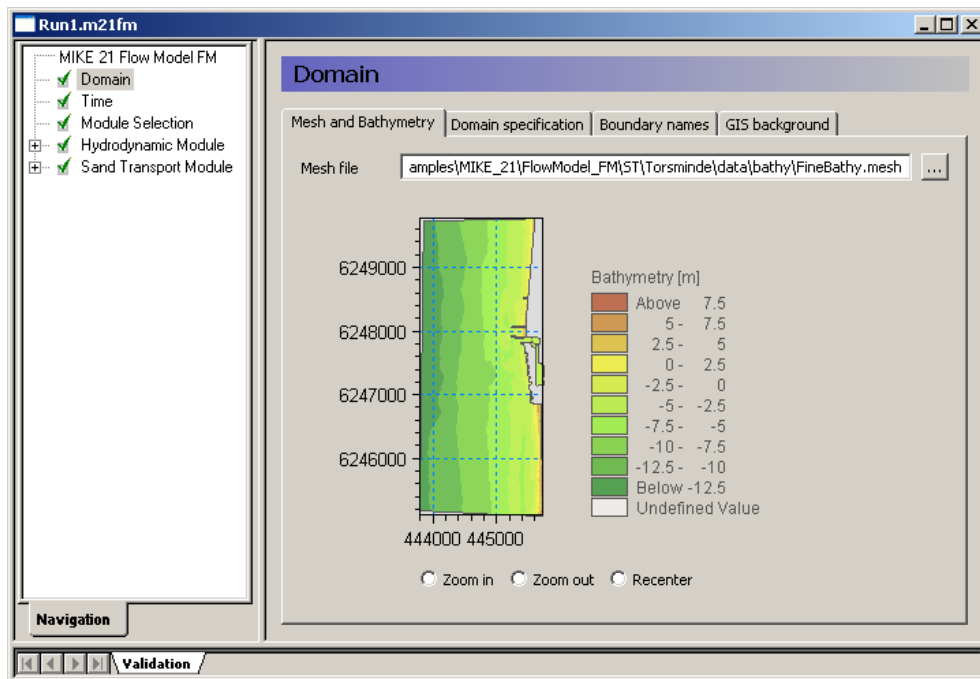 Run1.m21fm
MIKE 21 Flow Model FM
Domain
Time
Module Selection
Hydrodynamic Module
Sand Transport Module
Navigation
Domain
Mesh and Bathymetry
Domain specification
Boundary names
GIS background
Mesh file
amples\MIKE_21\FlowModel_FM\ST\Torsminde\data\bathy\FineBathy.mesh
...
6249000
6248000
6247000
6246000
444000 445000
Bathymetry [m]
Above 7.5
5 - 7.5
2.5 - 5
0 - 2.5
-2.5 - 0
-5 - -2.5
-7.5 - -5
-10 - -7.5
-12.5 - -10
Below -12.5
Undefined Value
Zoom in
Zoom out
Recenter
Validation